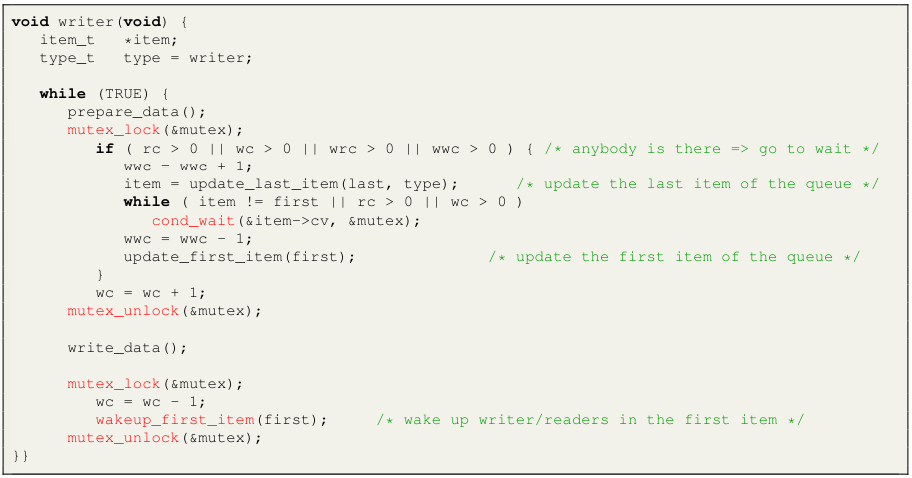 void writer(void) {
   item_t   *item;
   type_t   type = writer;

   while (TRUE) {
      prepare_data();
      mutex_lock(&mutex);
         if ( rc > 0 || wc > 0 || wrc > 0 || wwc > 0 ) { /* anybody is there => go to wait */
            wwc - wwc + 1;
            item = update_last_item(last, type);      /* update the last item of the queue */
            while ( item != first || rc > 0 || wc > 0 )
               cond_wait(&item->cv, &mutex);
            wwc = wwc - 1;
            update_first_item(first);               /* update the first item of the queue */
         }
         wc = wc + 1;
      mutex_unlock(&mutex);

      write_data();

      mutex_lock(&mutex);
         wc = wc - 1;
         wakeup_first_item(first);     /* wake up writer/readers in the first item */
      mutex_unlock(&mutex);
}}